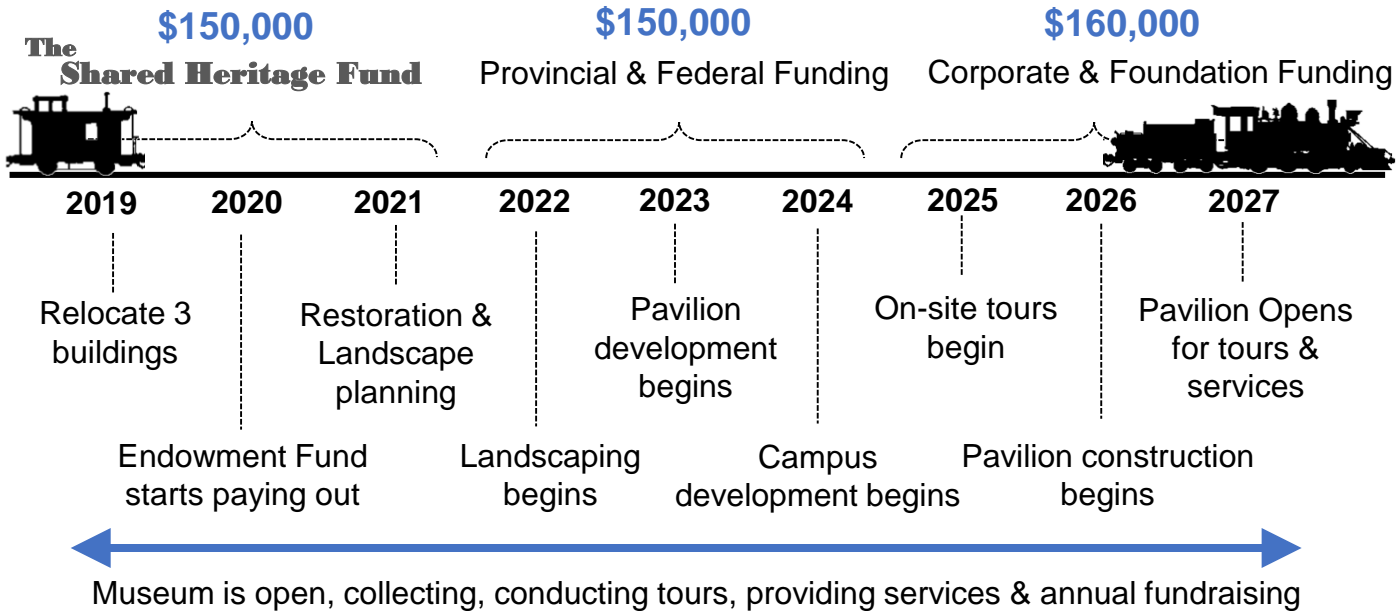 $150,000
The
Shared Heritage Fund
$150,000
Provincial & Federal Funding
$160,000
Corporate & Foundation Funding
2019
2020
2021
2022
2023
2024
2025
2026
2027
Relocate 3
buildings
Endowment Fund
starts paying out
Restoration &
Landscape
planning
Landscaping
begins
Pavilion
development
begins
Campus
development begins
On-site tours
begin
Pavilion construction
begins
Pavilion Opens
for tours &
services
Museum is open, collecting, conducting tours, providing services & annual fundraising